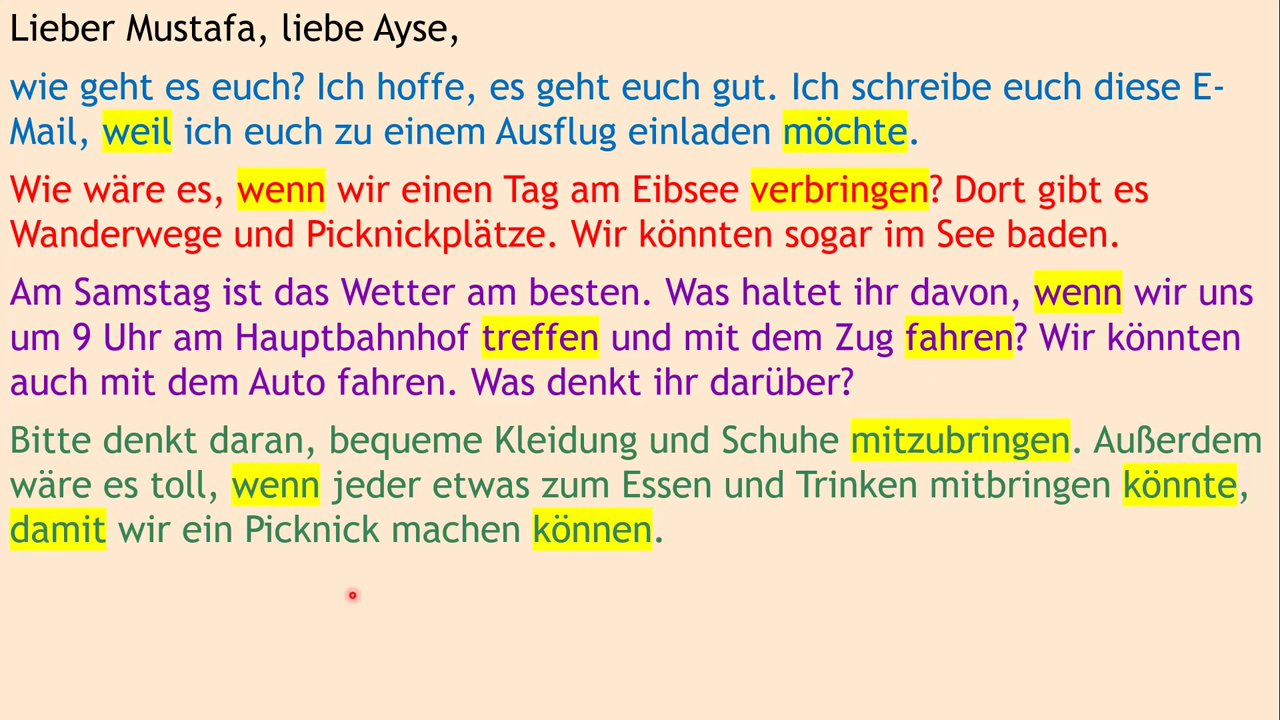 Lieber Mustafa, liebe Ayse,
wie geht es euch? Ich hoffe, es geht euch gut. Ich schreibe euch diese E-
Mail, weil ich euch zu einem Ausflug einladen möchte.
Wie wäre es, wenn wir einen Tag am Eibsee verbringen? Dort gibt es
Wanderwege und Picknickplätze. Wir könnten sogar im See baden.
Am Samstag ist das Wetter am besten. Was haltet ihr davon, wenn wir uns
um 9 Uhr am Hauptbahnhof treffen und mit dem Zug fahren? Wir könnten
auch mit dem Auto fahren. Was denkt ihr darüber?
Bitte denkt daran, bequeme Kleidung und Schuhe mitzubringen. Außerdem
wäre es toll, wenn jeder etwas zum Essen und Trinken mitbringen könnte,
damit wir ein Picknick machen können.